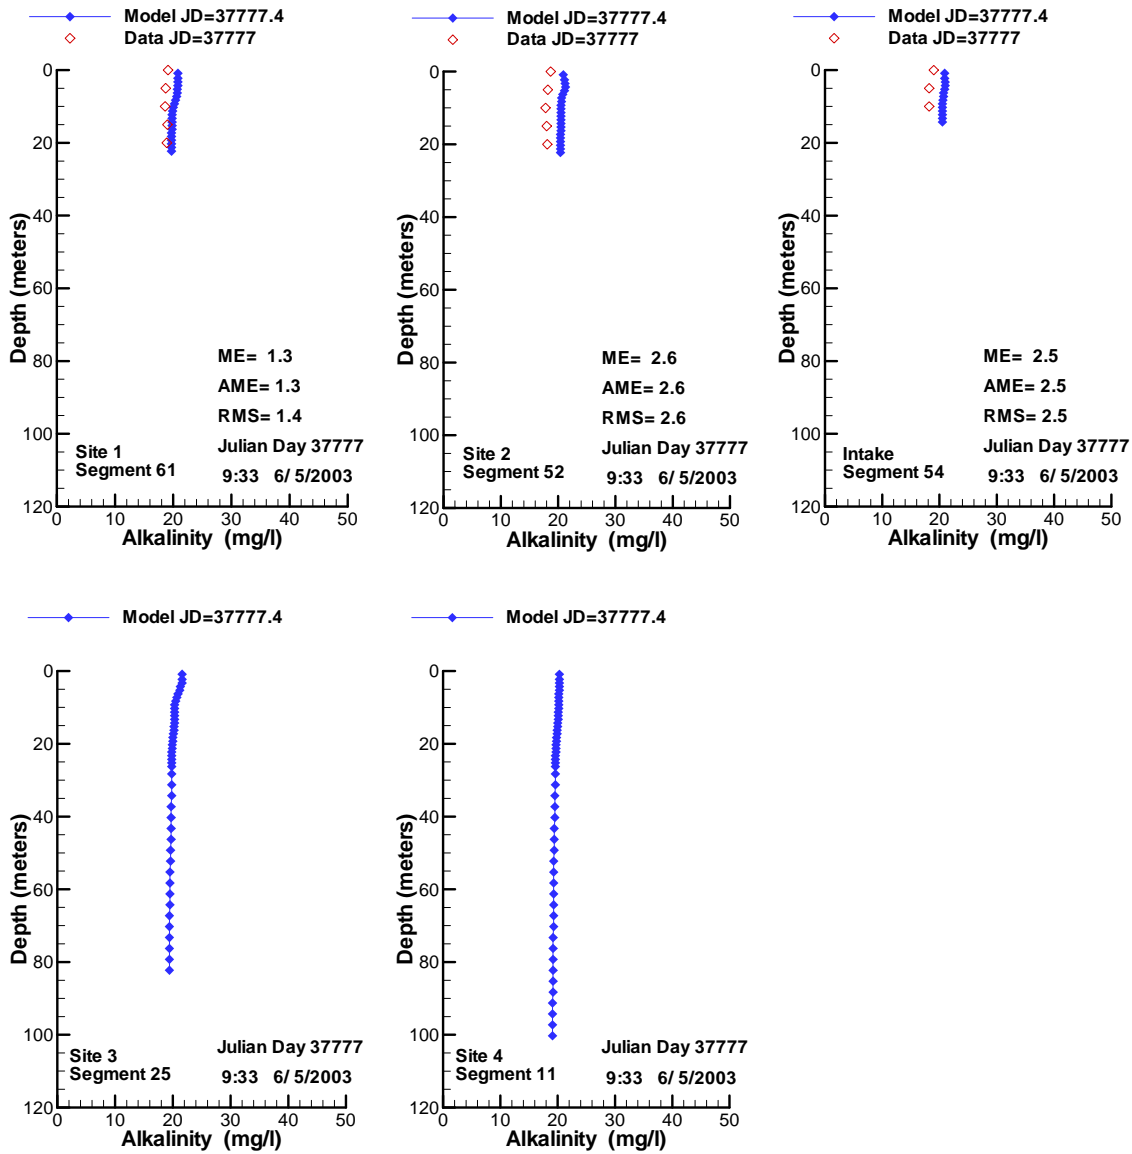 Model JD=37777.4
Data JD=37777
0
20
40
60
80
100
120
Depth (meters)
ME= 1.3
AME= 1.3
RMS= 1.4
Site 1
Segment 61
Julian Day 37777
9:33 6/ 5/2003
0 10 20 30 40 50
Alkalinity (mg/l)
Model JD=37777.4
Data JD=37777
0
20
40
60
80
100
120
Depth (meters)
ME= 2.6
AME= 2.6
RMS= 2.6
Site 2
Segment 52
Julian Day 37777
9:33 6/ 5/2003
0 10 20 30 40 50
Alkalinity (mg/l)
Model JD=37777.4
Data JD=37777
0
20
40
60
80
100
120
Depth (meters)
ME= 2.5
AME= 2.5
RMS= 2.5
Intake
Segment 54
Julian Day 37777
9:33 6/ 5/2003
0 10 20 30 40 50
Alkalinity (mg/l)
Model JD=37777.4
0
20
40
60
80
100
120
Depth (meters)
Site 3
Segment 25
Julian Day 37777
9:33 6/ 5/2003
0 10 20 30 40 50
Alkalinity (mg/l)
Model JD=37777.4
0
20
40
60
80
100
120
Depth (meters)
Site 4
Segment 11
Julian Day 37777
9:33 6/ 5/2003
0 10 20 30 40 50
Alkalinity (mg/l)